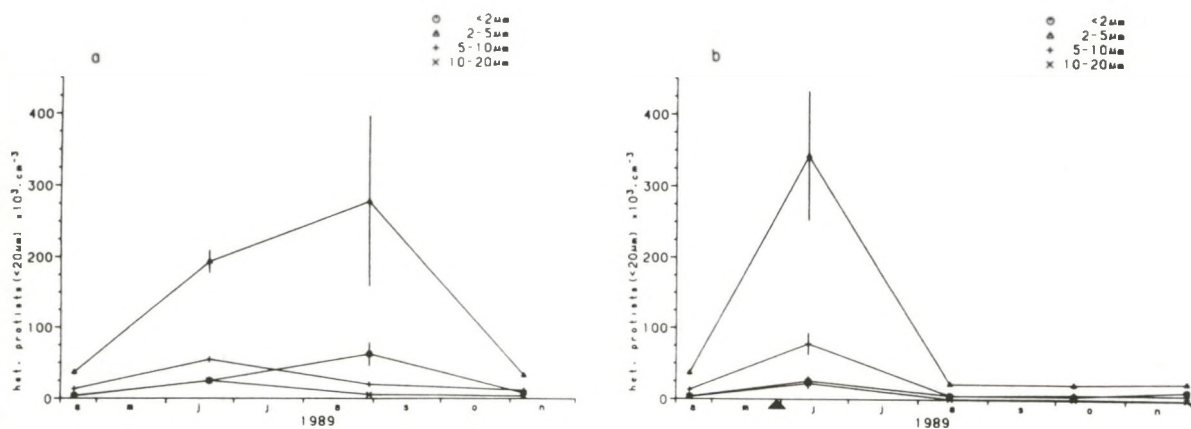 a
<2µm
2-5µm
5-10µm
10-20µm
het. protists(<20µm) x10³.cm⁻³
400
300
200
100
0
a m j j a s o n
1989
b
<2µm
2-5µm
5-10µm
10-20µm
het. protists(<20µm) x10³.cm⁻³
400
300
200
100
0
a m j j a s o n
1989